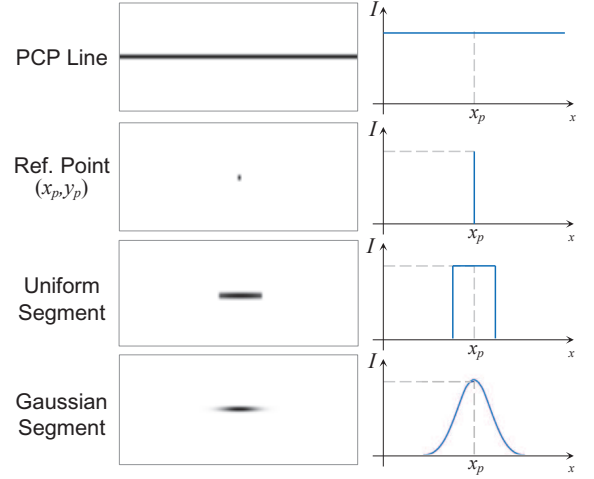 PCP Line
I
x_p
x
Ref. Point
(x_p,y_p)
I
x_p
x
Uniform
Segment
I
x_p
x
Gaussian
Segment
I
x_p
x